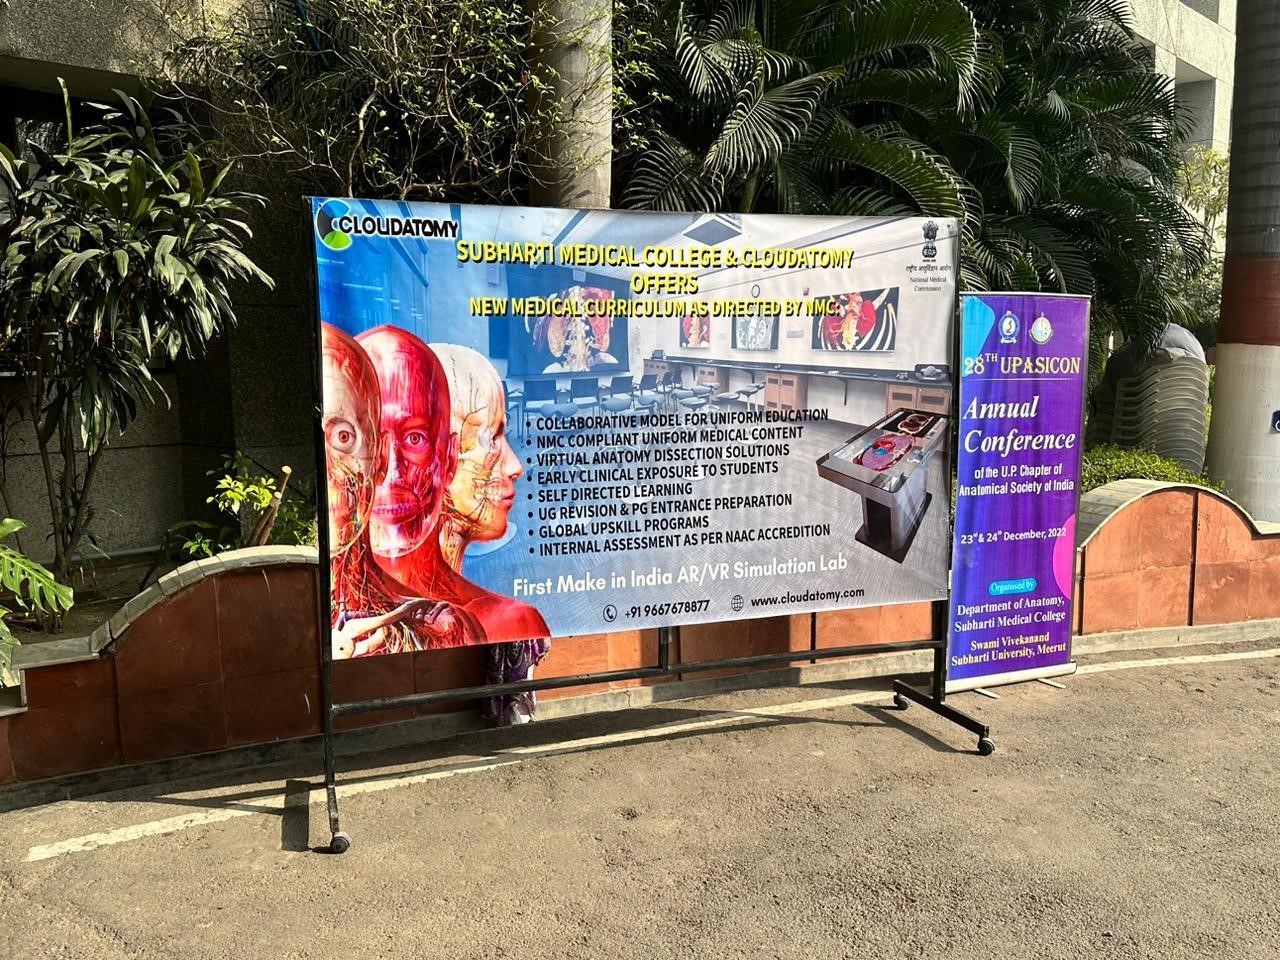 CLOUDATOMY
SUBHARTI MEDICAL COLLEGE & CLOUDATOMY
OFFERS
NEW MEDICAL CURRICULUM AS DIRECTED BY NMC:
National Medical
Commission
• COLLABORATIVE MODEL FOR UNIFORM EDUCATION
• NMC COMPLIANT UNIFORM MEDICAL CONTENT
• VIRTUAL ANATOMY DISSECTION SOLUTIONS
• EARLY CLINICAL EXPOSURE TO STUDENTS
• SELF DIRECTED LEARNING
• UG REVISION & PG ENTRANCE PREPARATION
• GLOBAL UPSKILL PROGRAMS
• INTERNAL ASSESSMENT AS PER NAAC ACCREDITION
First Make in India AR/VR Simulation Lab
+91 9667678877 www.cloudatomy.com
28TH UPASICON
Annual
Conference
of the U.P. Chapter of
Anatomical Society of India
23rd & 24th December, 2022
Organised by
Department of Anatomy,
Subharti Medical College
Swami Vivekanand
Subharti University, Meerut